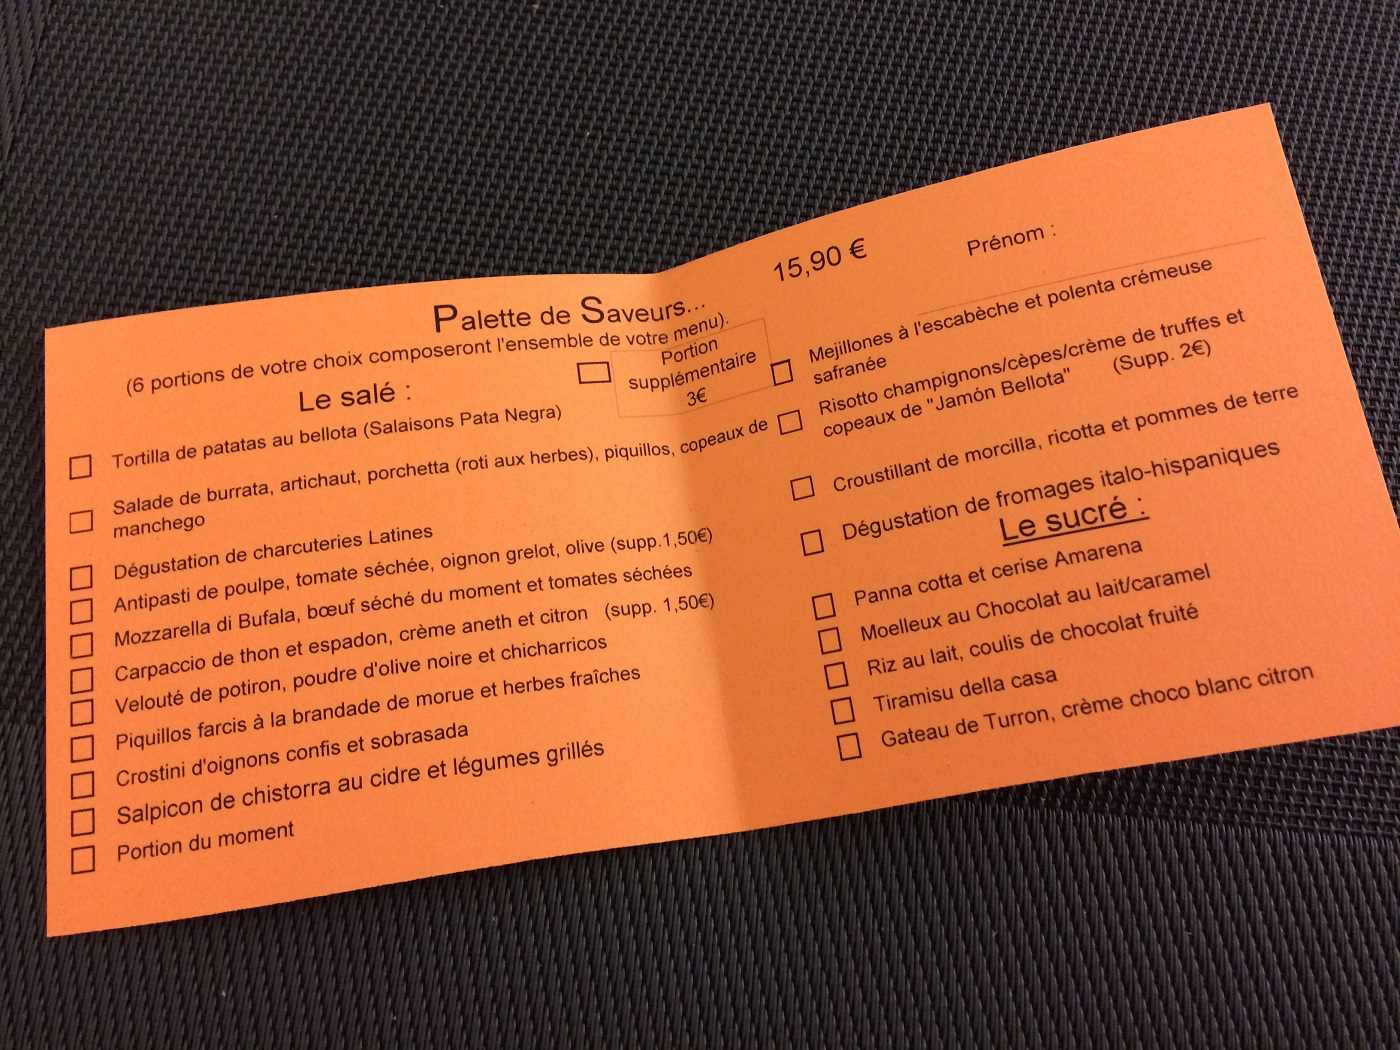 Palette de Saveurs...
15,90 €
Prénom :
(6 portions de votre choix composeront l'ensemble de votre menu).
Le salé :
Portion
supplémentaire
3€
Tortilla de patatas au bellota (Salaisons Pata Negra)
Salade de burrata, artichaut, porchetta (roti aux herbes), piquillos, copeaux de
manchego
Dégustation de charcuteries Latines
Antipasti de poulpe, tomate séchée, oignon grelot, olive (supp.1,50€)
Mozzarella di Bufala, bœuf séché du moment et tomates séchées
Carpaccio de thon et espadon, crème aneth et citron (supp. 1,50€)
Velouté de potiron, poudre d'olive noire et chicharricos
Piquillos farcis à la brandade de morue et herbes fraîches
Crostini d'oignons confis et sobrasada
Salpicon de chistorra au cidre et légumes grillés
Portion du moment
Mejillones à l'escabèche et polenta crémeuse
safranée
Risotto champignons/cèpes/crème de truffes et
copeaux de "Jamón Bellota" (Supp. 2€)
Croustillant de morcilla, ricotta et pommes de terre
Dégustation de fromages italo-hispaniques
Le sucré :
Panna cotta et cerise Amarena
Moelleux au Chocolat au lait/caramel
Riz au lait, coulis de chocolat fruité
Tiramisu della casa
Gateau de Turron, crème choco blanc citron